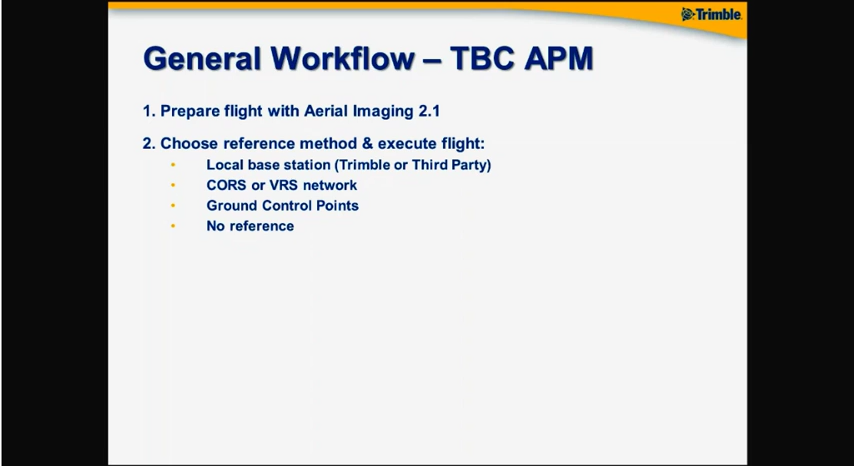 Trimble
General Workflow – TBC APM
1. Prepare flight with Aerial Imaging 2.1
2. Choose reference method & execute flight:
• Local base station (Trimble or Third Party)
• CORS or VRS network
• Ground Control Points
• No reference